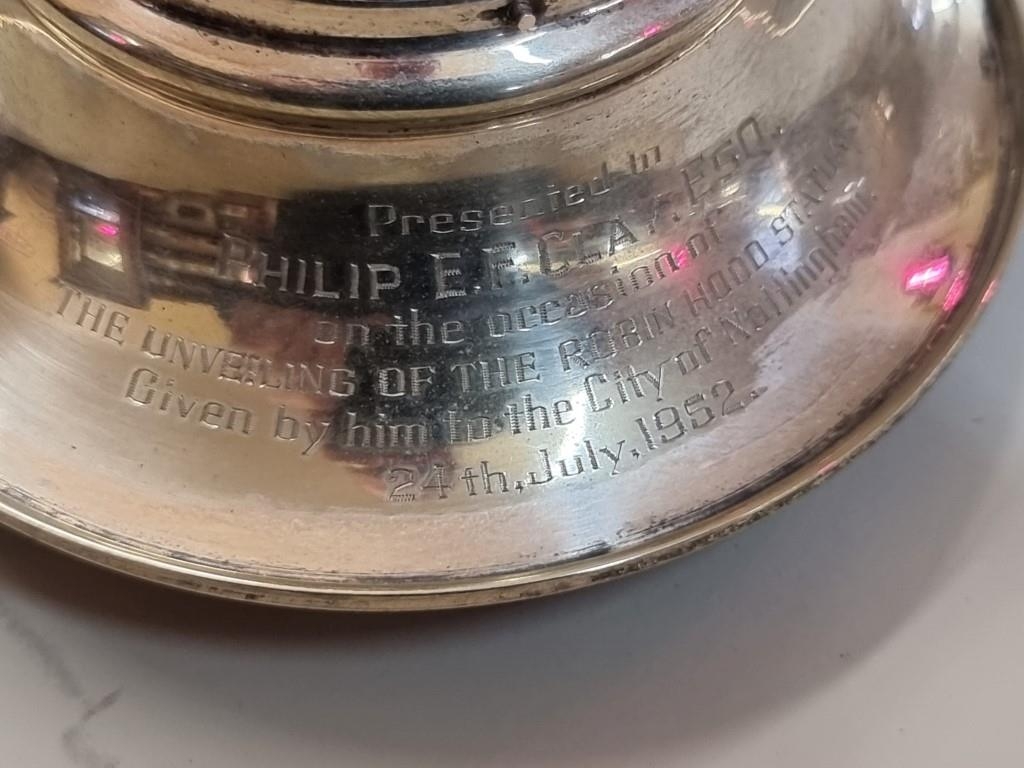 Presented to
PHILIP E.F. CLAY. ESQ.
on the occasion of
THE UNVEILING OF THE ROBIN HOOD STATUARY
Given by him to the City of Nottingham.
24th, July, 1952.